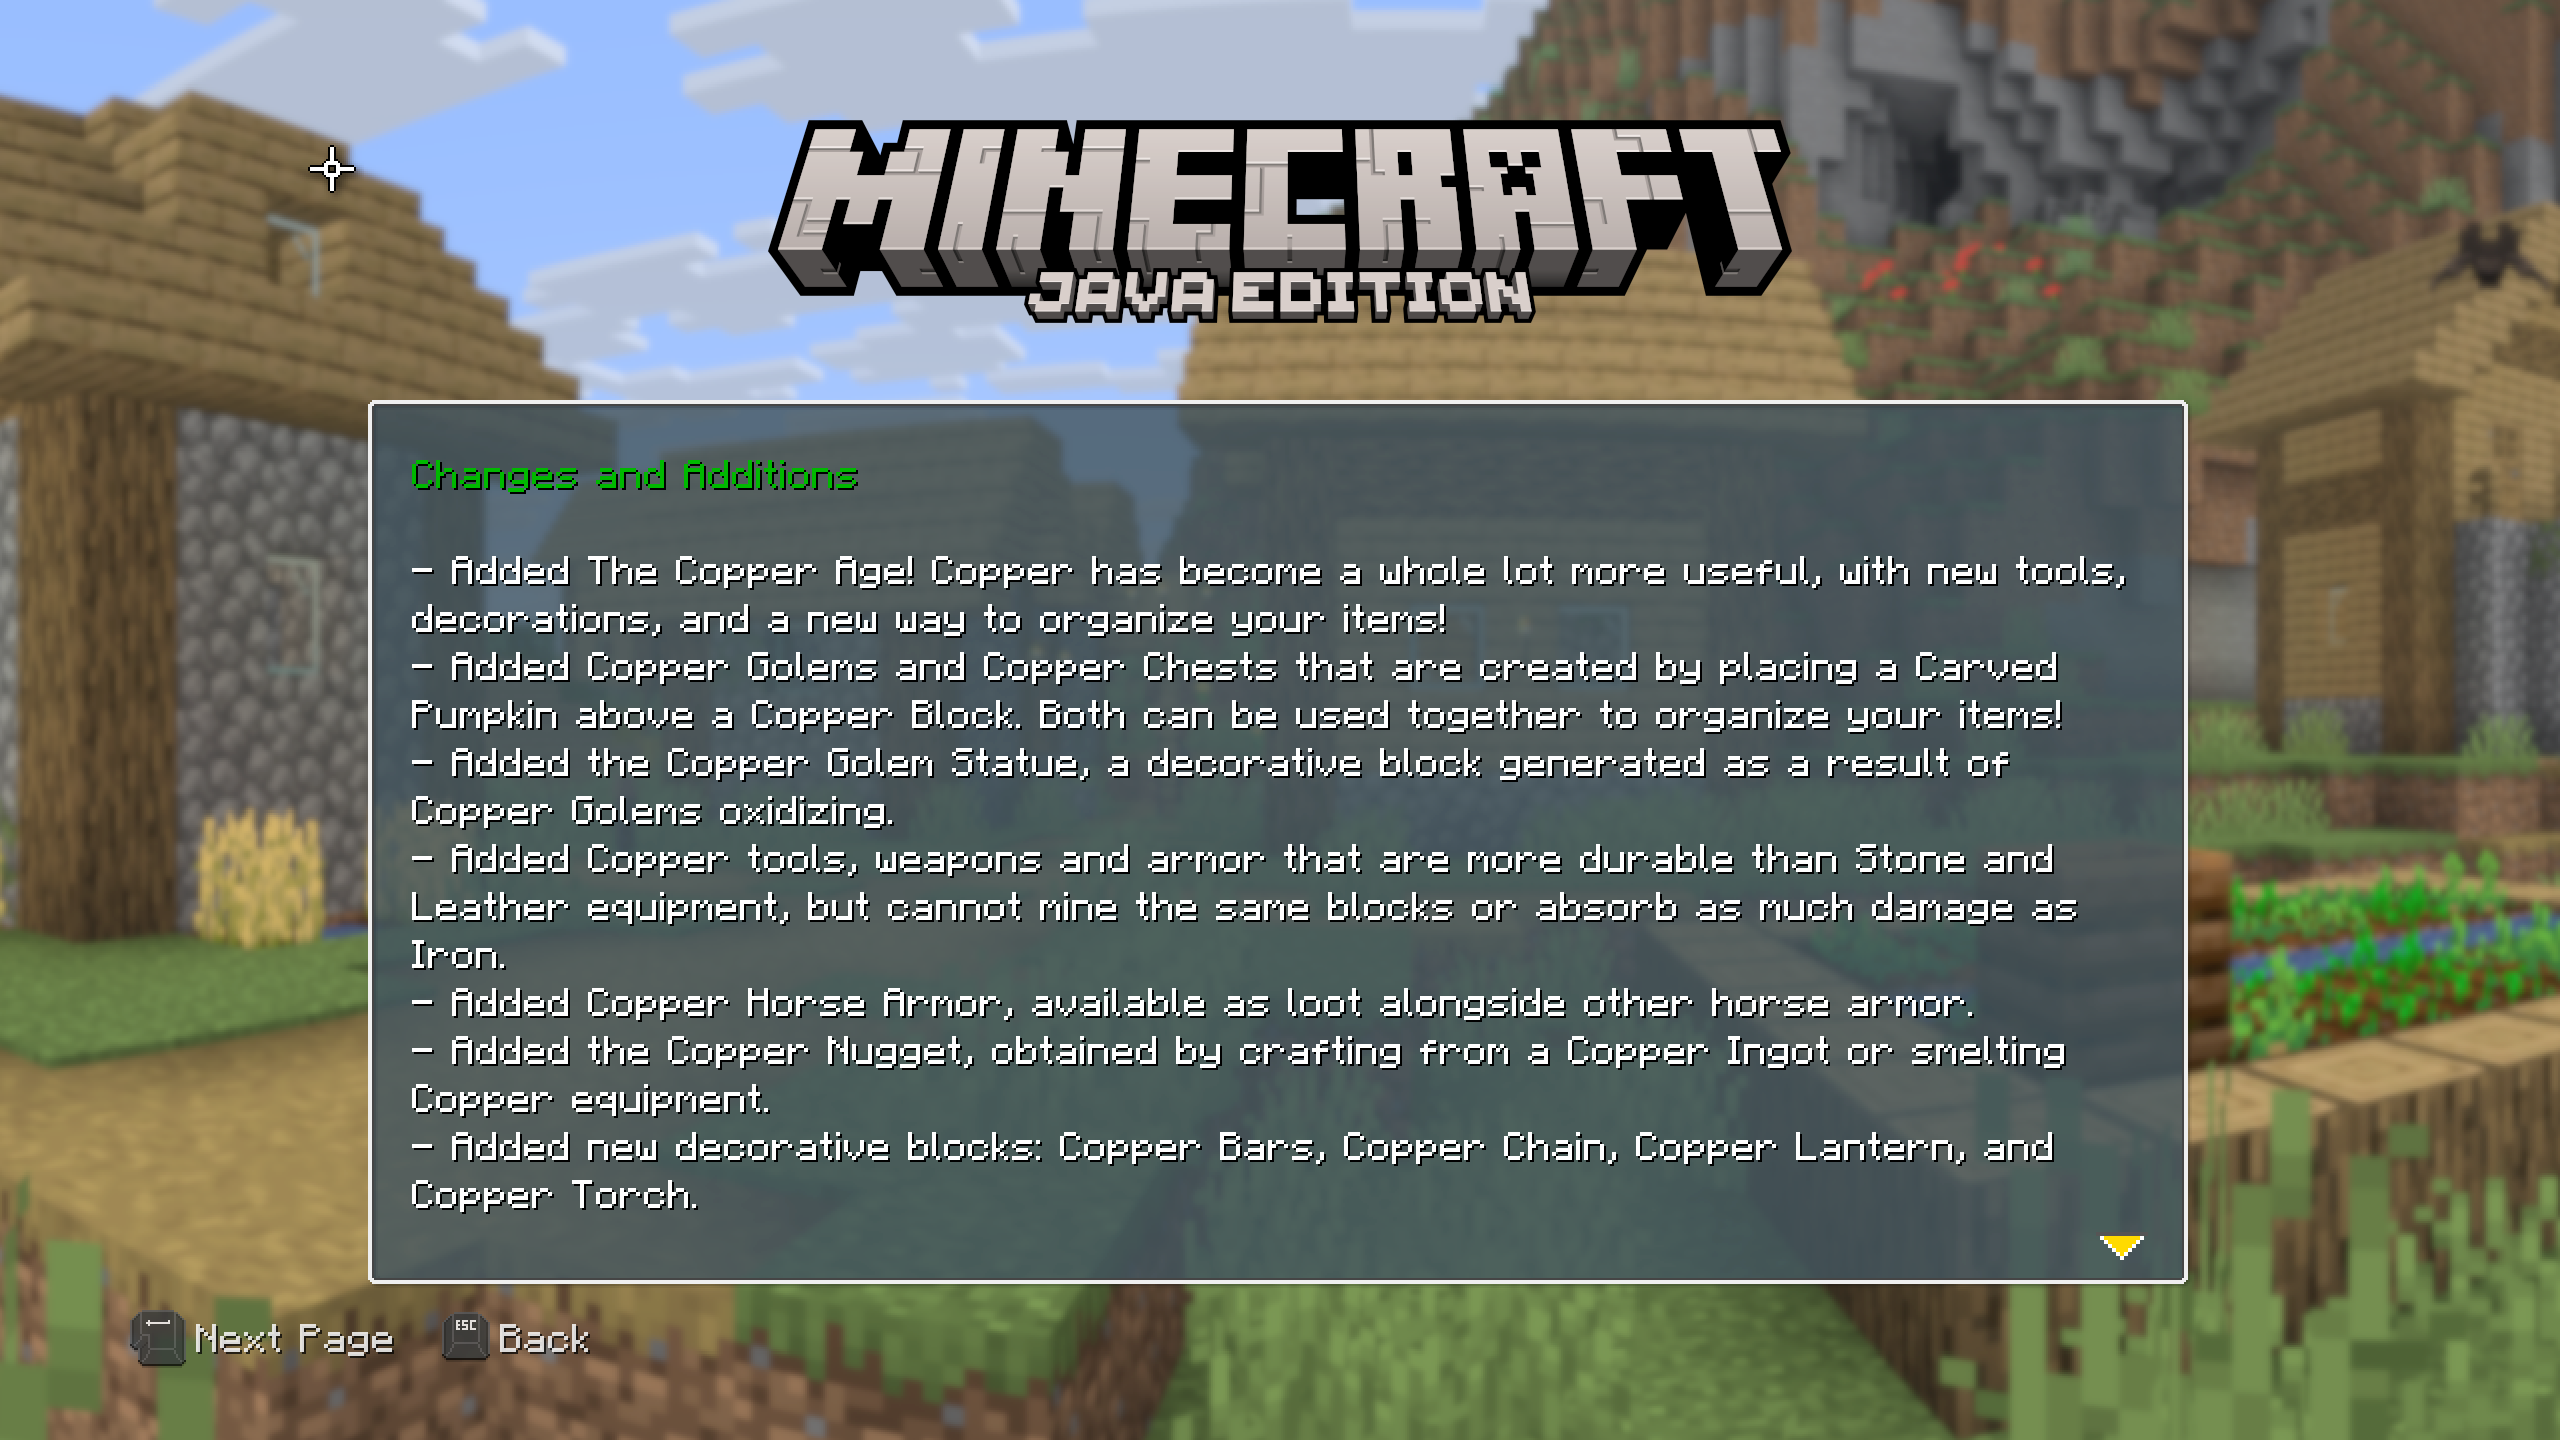 MINECRAFT
JAVA EDITION
Changes and Additions
- Added The Copper Age! Copper has become a whole lot more useful, with new tools,
decorations, and a new way to organize your items!
- Added Copper Golems and Copper Chests that are created by placing a Carved
Pumpkin above a Copper Block. Both can be used together to organize your items!
- Added the Copper Golem Statue, a decorative block generated as a result of
Copper Golems oxidizing.
- Added Copper tools, weapons and armor that are more durable than Stone and
Leather equipment, but cannot mine the same blocks or absorb as much damage as
Iron.
- Added Copper Horse Armor, available as loot alongside other horse armor.
- Added the Copper Nugget, obtained by crafting from a Copper Ingot or smelting
Copper equipment.
- Added new decorative blocks: Copper Bars, Copper Chain, Copper Lantern, and
Copper Torch.
Next Page ESC Back